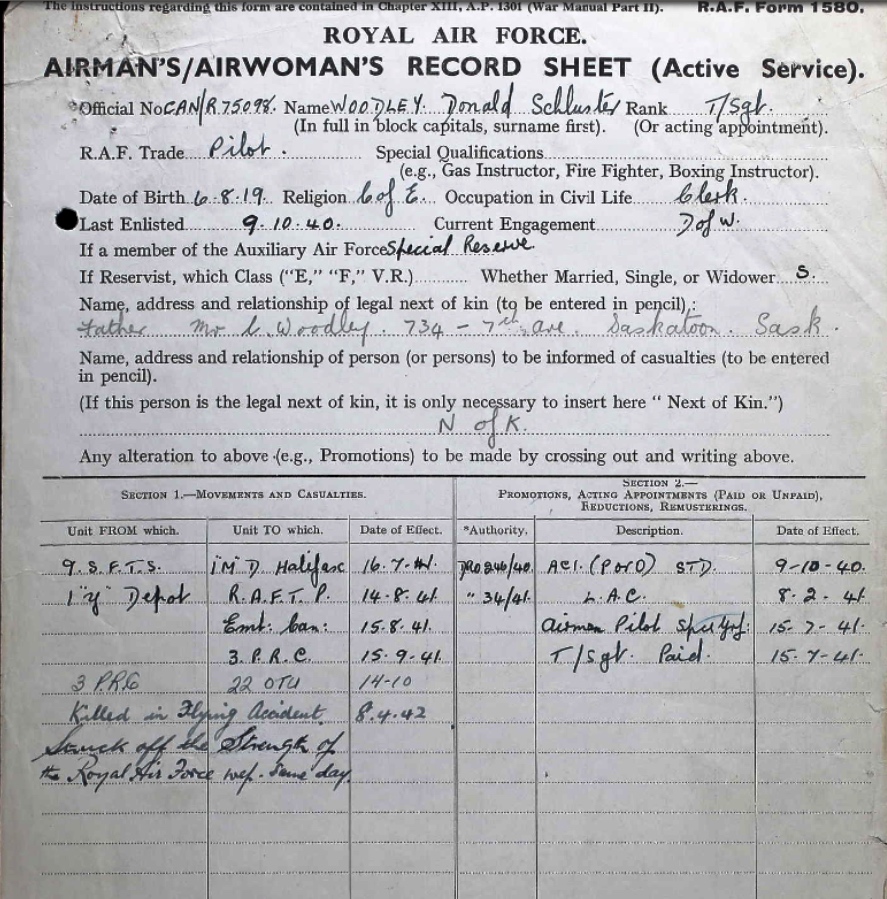 The instructions regarding this form are contained in Chapter XIII, A.P. 1301 (War Manual Part II). R.A.F. Form 1580.
ROYAL AIR FORCE.
AIRMAN'S/AIRWOMAN'S RECORD SHEET (Active Service).
Official No CAN/R 75098. Name WOODLEY. Donald Schluster Rank T/Sgt.
(In full in block capitals, surname first). (Or acting appointment).
R.A.F. Trade Pilot. Special Qualifications
(e.g., Gas Instructor, Fire Fighter, Boxing Instructor).
Date of Birth 6.8.19. Religion C of E. Occupation in Civil Life Clerk.
Last Enlisted 9.10.40. Current Engagement D of W.
If a member of the Auxiliary Air Force Special Reserve
If Reservist, which Class ("E," "F," V.R.) Whether Married, Single, or Widower S.
Name, address and relationship of legal next of kin (to be entered in pencil).:
Father Mr C. Woodley. 734 - 7th ave. Saskatoon. Sask.
Name, address and relationship of person (or persons) to be informed of casualties (to be entered
in pencil).
(If this person is the legal next of kin, it is only necessary to insert here " Next of Kin.")
N of K.
Any alteration to above (e.g., Promotions) to be made by crossing out and writing above.
SECTION 1.—MOVEMENTS AND CASUALTIES. SECTION 2.—
PROMOTIONS, ACTING APPOINTMENTS (PAID OR UNPAID),
REDUCTIONS, REMUSTERINGS.
Unit FROM which. Unit TO which. Date of Effect. *Authority. Description. Date of Effect.
9. S.F.T.S. "M" D Halifax 16.7.41. 246/40 AC1. (P or O) STD. 9-10-40.
1 "Y" Depot R.A.F.T.P. 14.8.41. " 34/41. L.A.C. 8.2.41.
Emb: Can: 15.8.41. Airman Pilot 15.7.41.
3. P.R.C. 15.9.41. T/Sgt. Paid. 15.7.41.
3 P.R.C 22 OTU 14-10
Killed in Flying Accident 8.4.42
Struck off the Strength of
the Royal Air Force wef. same day.